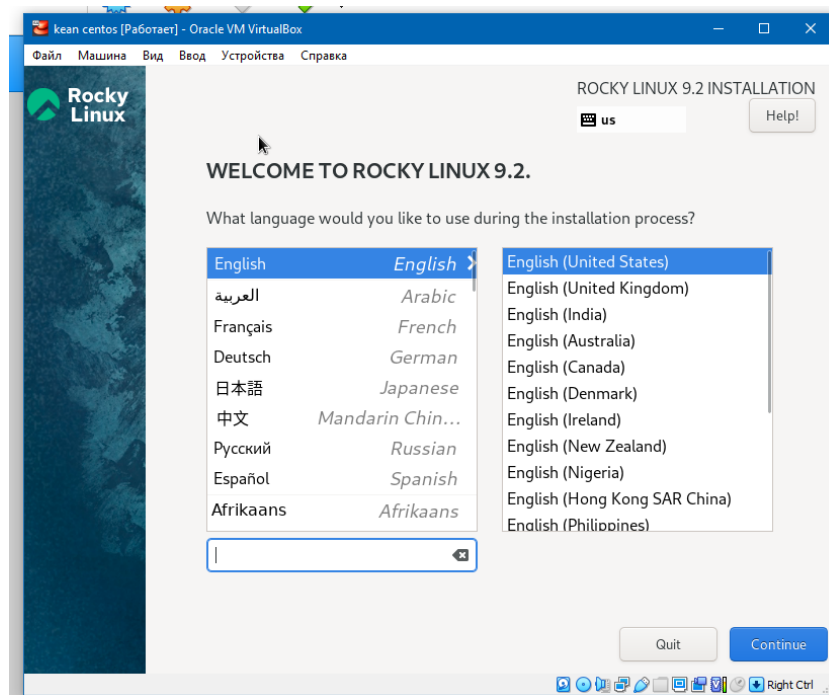 kean centos [Работает] - Oracle VM VirtualBox
Файл Машина Вид Ввод Устройства Справка
Rocky
Linux
ROCKY LINUX 9.2 INSTALLATION
us
Help!
WELCOME TO ROCKY LINUX 9.2.
What language would you like to use during the installation process?
English English
العربية Arabic
Français French
Deutsch German
日本語 Japanese
中文 Mandarin Chin...
Русский Russian
Español Spanish
Afrikaans Afrikaans
English (United States)
English (United Kingdom)
English (India)
English (Australia)
English (Canada)
English (Denmark)
English (Ireland)
English (New Zealand)
English (Nigeria)
English (Hong Kong SAR China)
English (Philippines)
Quit
Continue
Right Ctrl